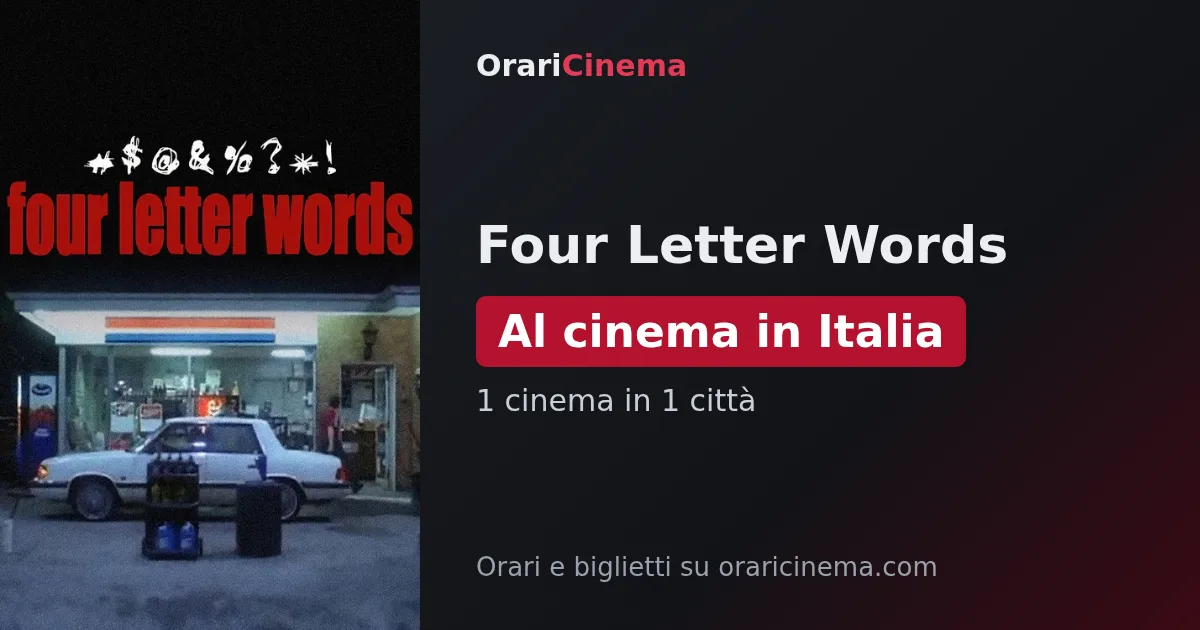 #$@&%?*!
four letter words
OrariCinema
Four Letter Words
Al cinema in Italia
1 cinema in 1 città
Orari e biglietti su oraricinema.com